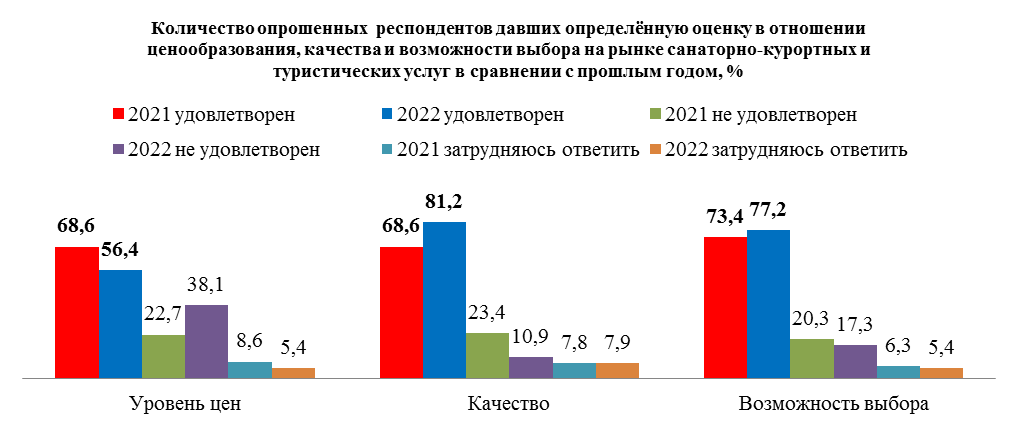 Количество опрошенных респондентов давших определённую оценку в отношении
ценообразования, качества и возможности выбора на рынке санаторно-курортных и
туристических услуг в сравнении с прошлым годом, %
2021 удовлетворен
2022 удовлетворен
2021 не удовлетворен
2022 не удовлетворен
2021 затрудняюсь ответить
2022 затрудняюсь ответить
68,6
56,4
22,7
38,1
8,6
5,4
68,6
81,2
23,4
10,9
7,8
7,9
73,4
77,2
20,3
17,3
6,3
5,4
Уровень цен
Качество
Возможность выбора